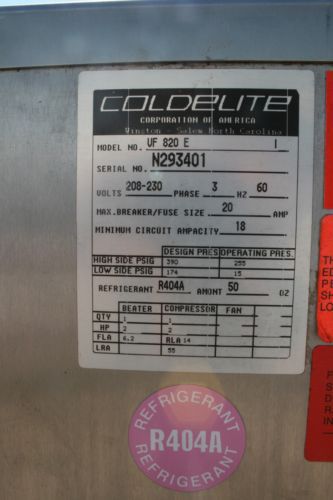 COLDELITE
CORPORATION OF AMERICA
Winston - Salem North Carolina
MODEL NO. UF 820 E 1
SERIAL NO. N293401
VOLTS 208-230 PHASE 3 HZ 60
MAX.BREAKER/FUSE SIZE 20 AMP
MINIMUM CIRCUIT AMPACITY 18
DESIGN PRES OPERATING PRES.
HIGH SIDE PSIG 390 255
LOW SIDE PSIG 174 15
REFRIGERANT R404A AMONT 50 OZ
BEATER COMPRESSOR FAN
QTY 1 1
HP 2 2
FLA 6.2 RLA 14
LRA 55
REFRIGERANT
R404A
REFRIGERANT